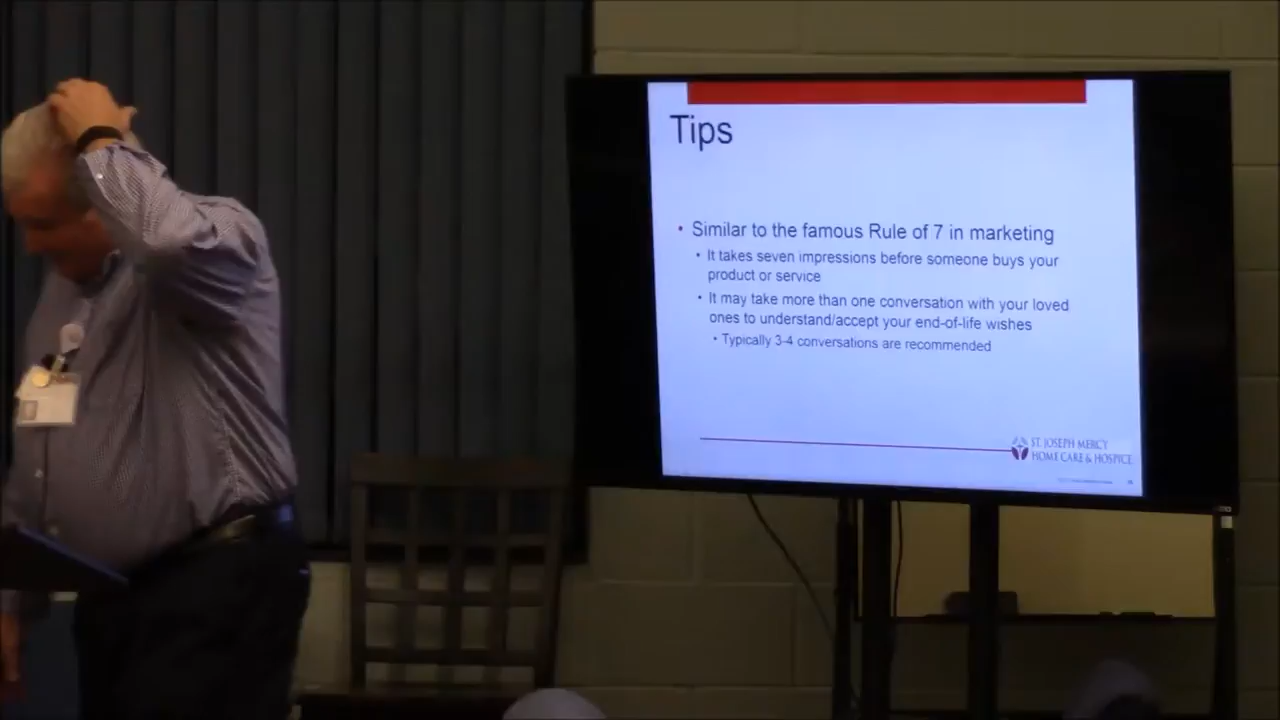 Tips
• Similar to the famous Rule of 7 in marketing
• It takes seven impressions before someone buys your
product or service
• It may take more than one conversation with your loved
ones to understand/accept your end-of-life wishes
• Typically 3-4 conversations are recommended
ST. JOSEPH MERCY
HOME CARE & HOSPICE